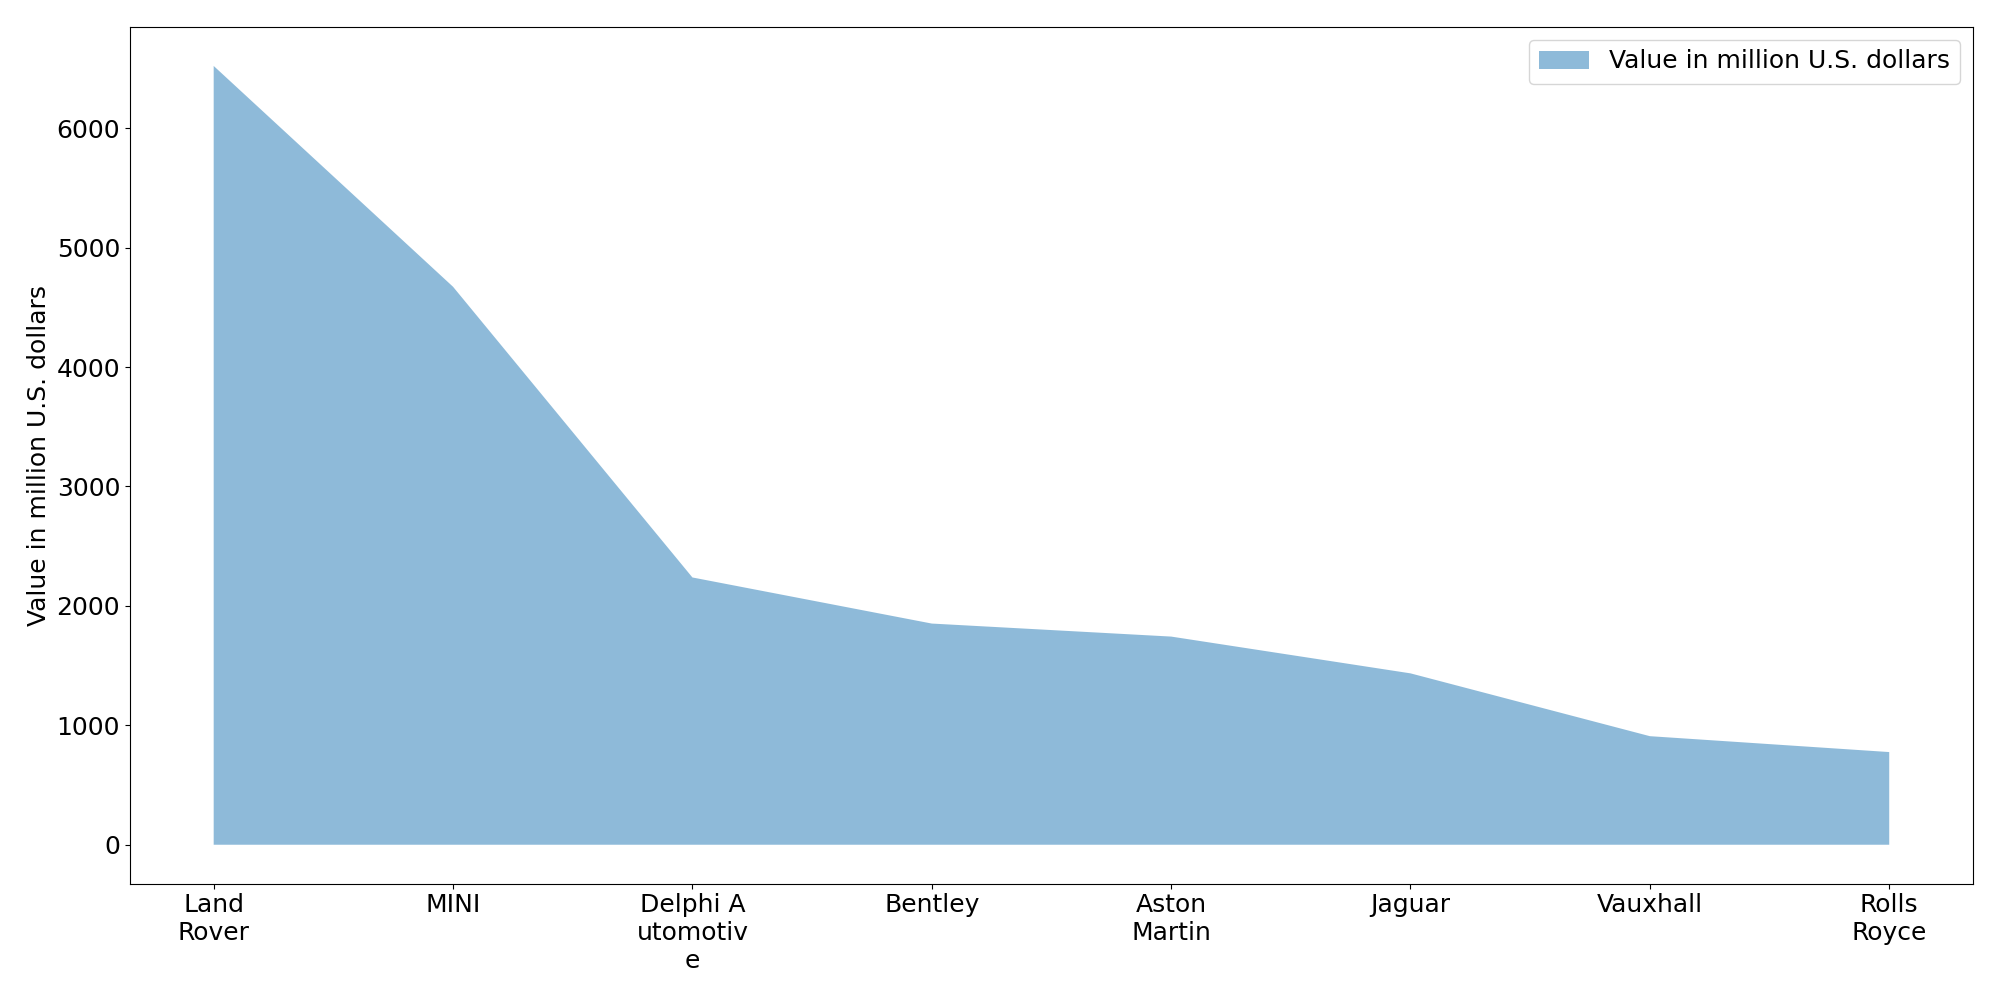 Value in million U.S. dollars
Value in million U.S. dollars
6000
5000
4000
3000
2000
1000
0
Land
Rover
MINI
Delphi A
utomotiv
e
Bentley
Aston
Martin
Jaguar
Vauxhall
Rolls
Royce